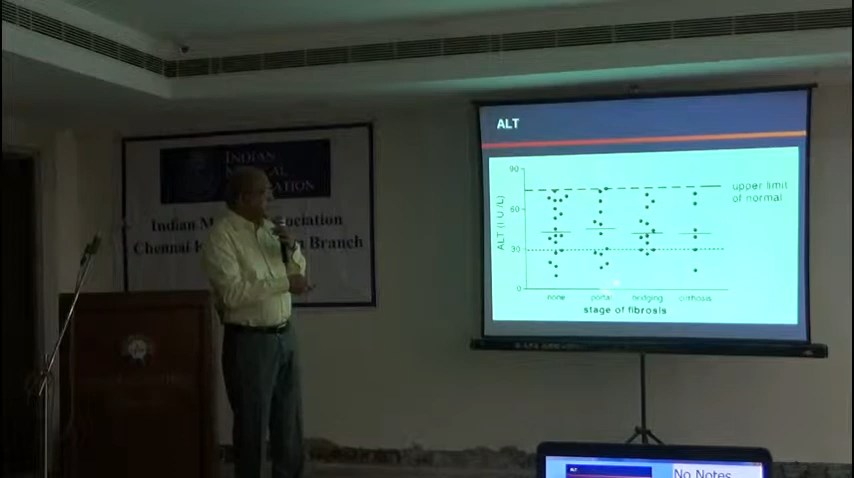 INDIAN
Indian
Chennai
Branch
ALT
90
60
30
0
ALT (I U /L)
upper limit
of normal
none portal bridging cirrhosis
stage of fibrosis
No Notes